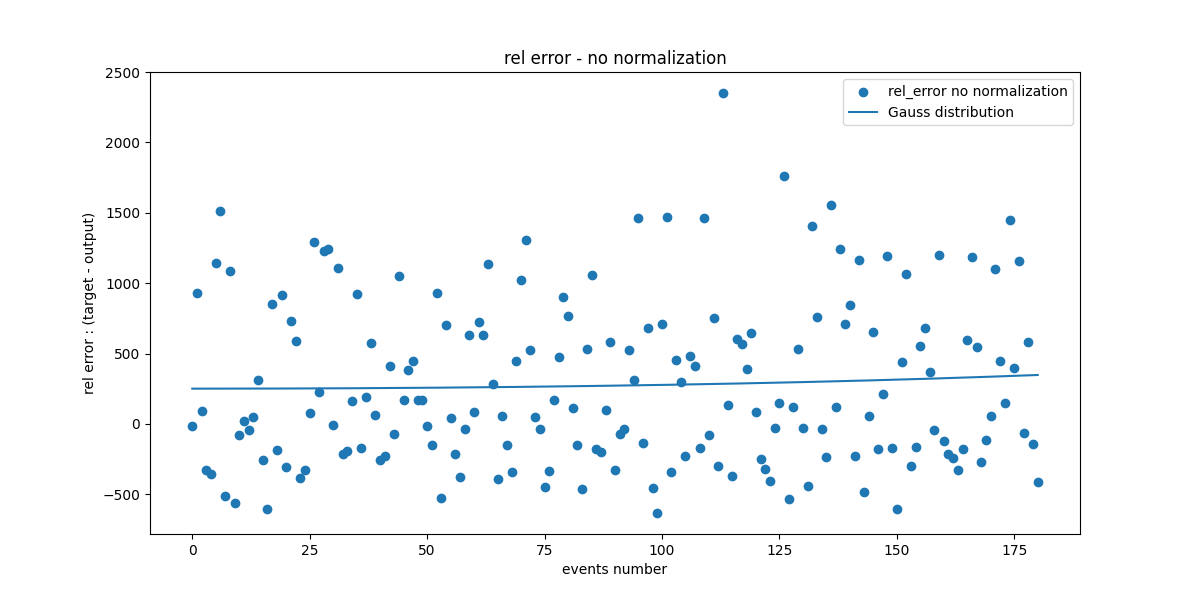 rel error - no normalization
rel_error no normalization
Gauss distribution
rel error : (target - output)
2500
2000
1500
1000
500
0
−500
0 25 50 75 100 125 150 175
events number